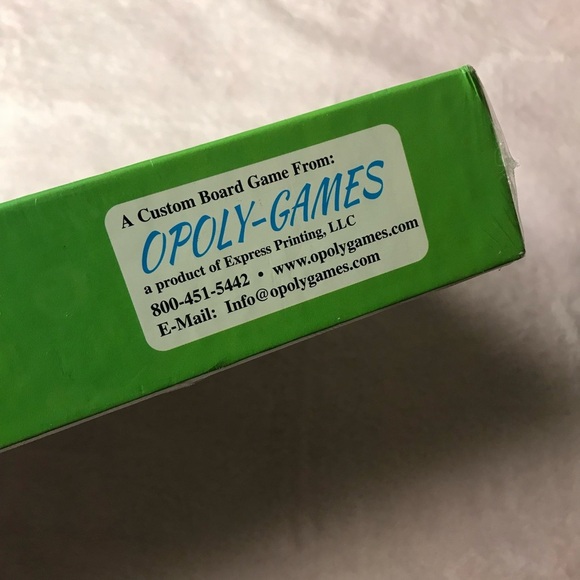 A Custom Board Game From:
OPOLY-GAMES
a product of Express Printing, LLC
800-451-5442 • www.opolygames.com
E-Mail: Info@opolygames.com